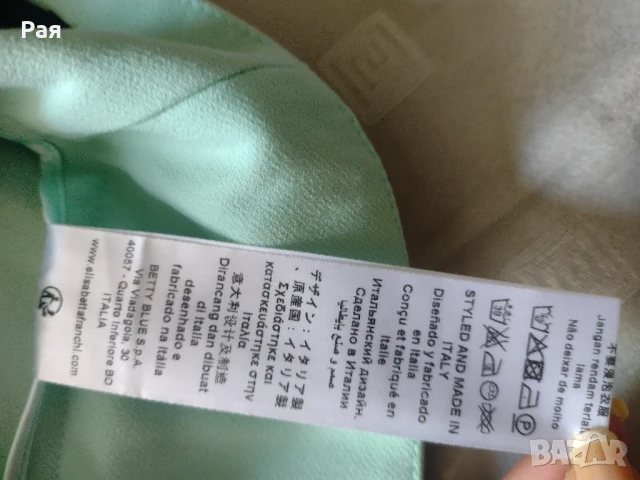 Рая
不要浸泡衣服
Jangan rendam terlalu
lama
Não deixar de molho
STYLED AND MADE IN
ITALY
Diseñado y fabricado
en Italia
Conçu et fabriqué en
Italie
Итальянский дизайн.
Сделано в Италии
デザイン：イタリア製
、原産国：イタリア製
Σχεδιάστηκε και
κατασκευάστηκε στην
Ιταλία
意大利设计及制造
Dirancang dan dibuat
di Italia
desenhado e
fabricado na Itália
BETTY BLUE S.p.A.
Via Viadagola, 30
40057 - Quarto Inferiore BO
ITALIA
www.elisabettafranchi.com
BAZAR